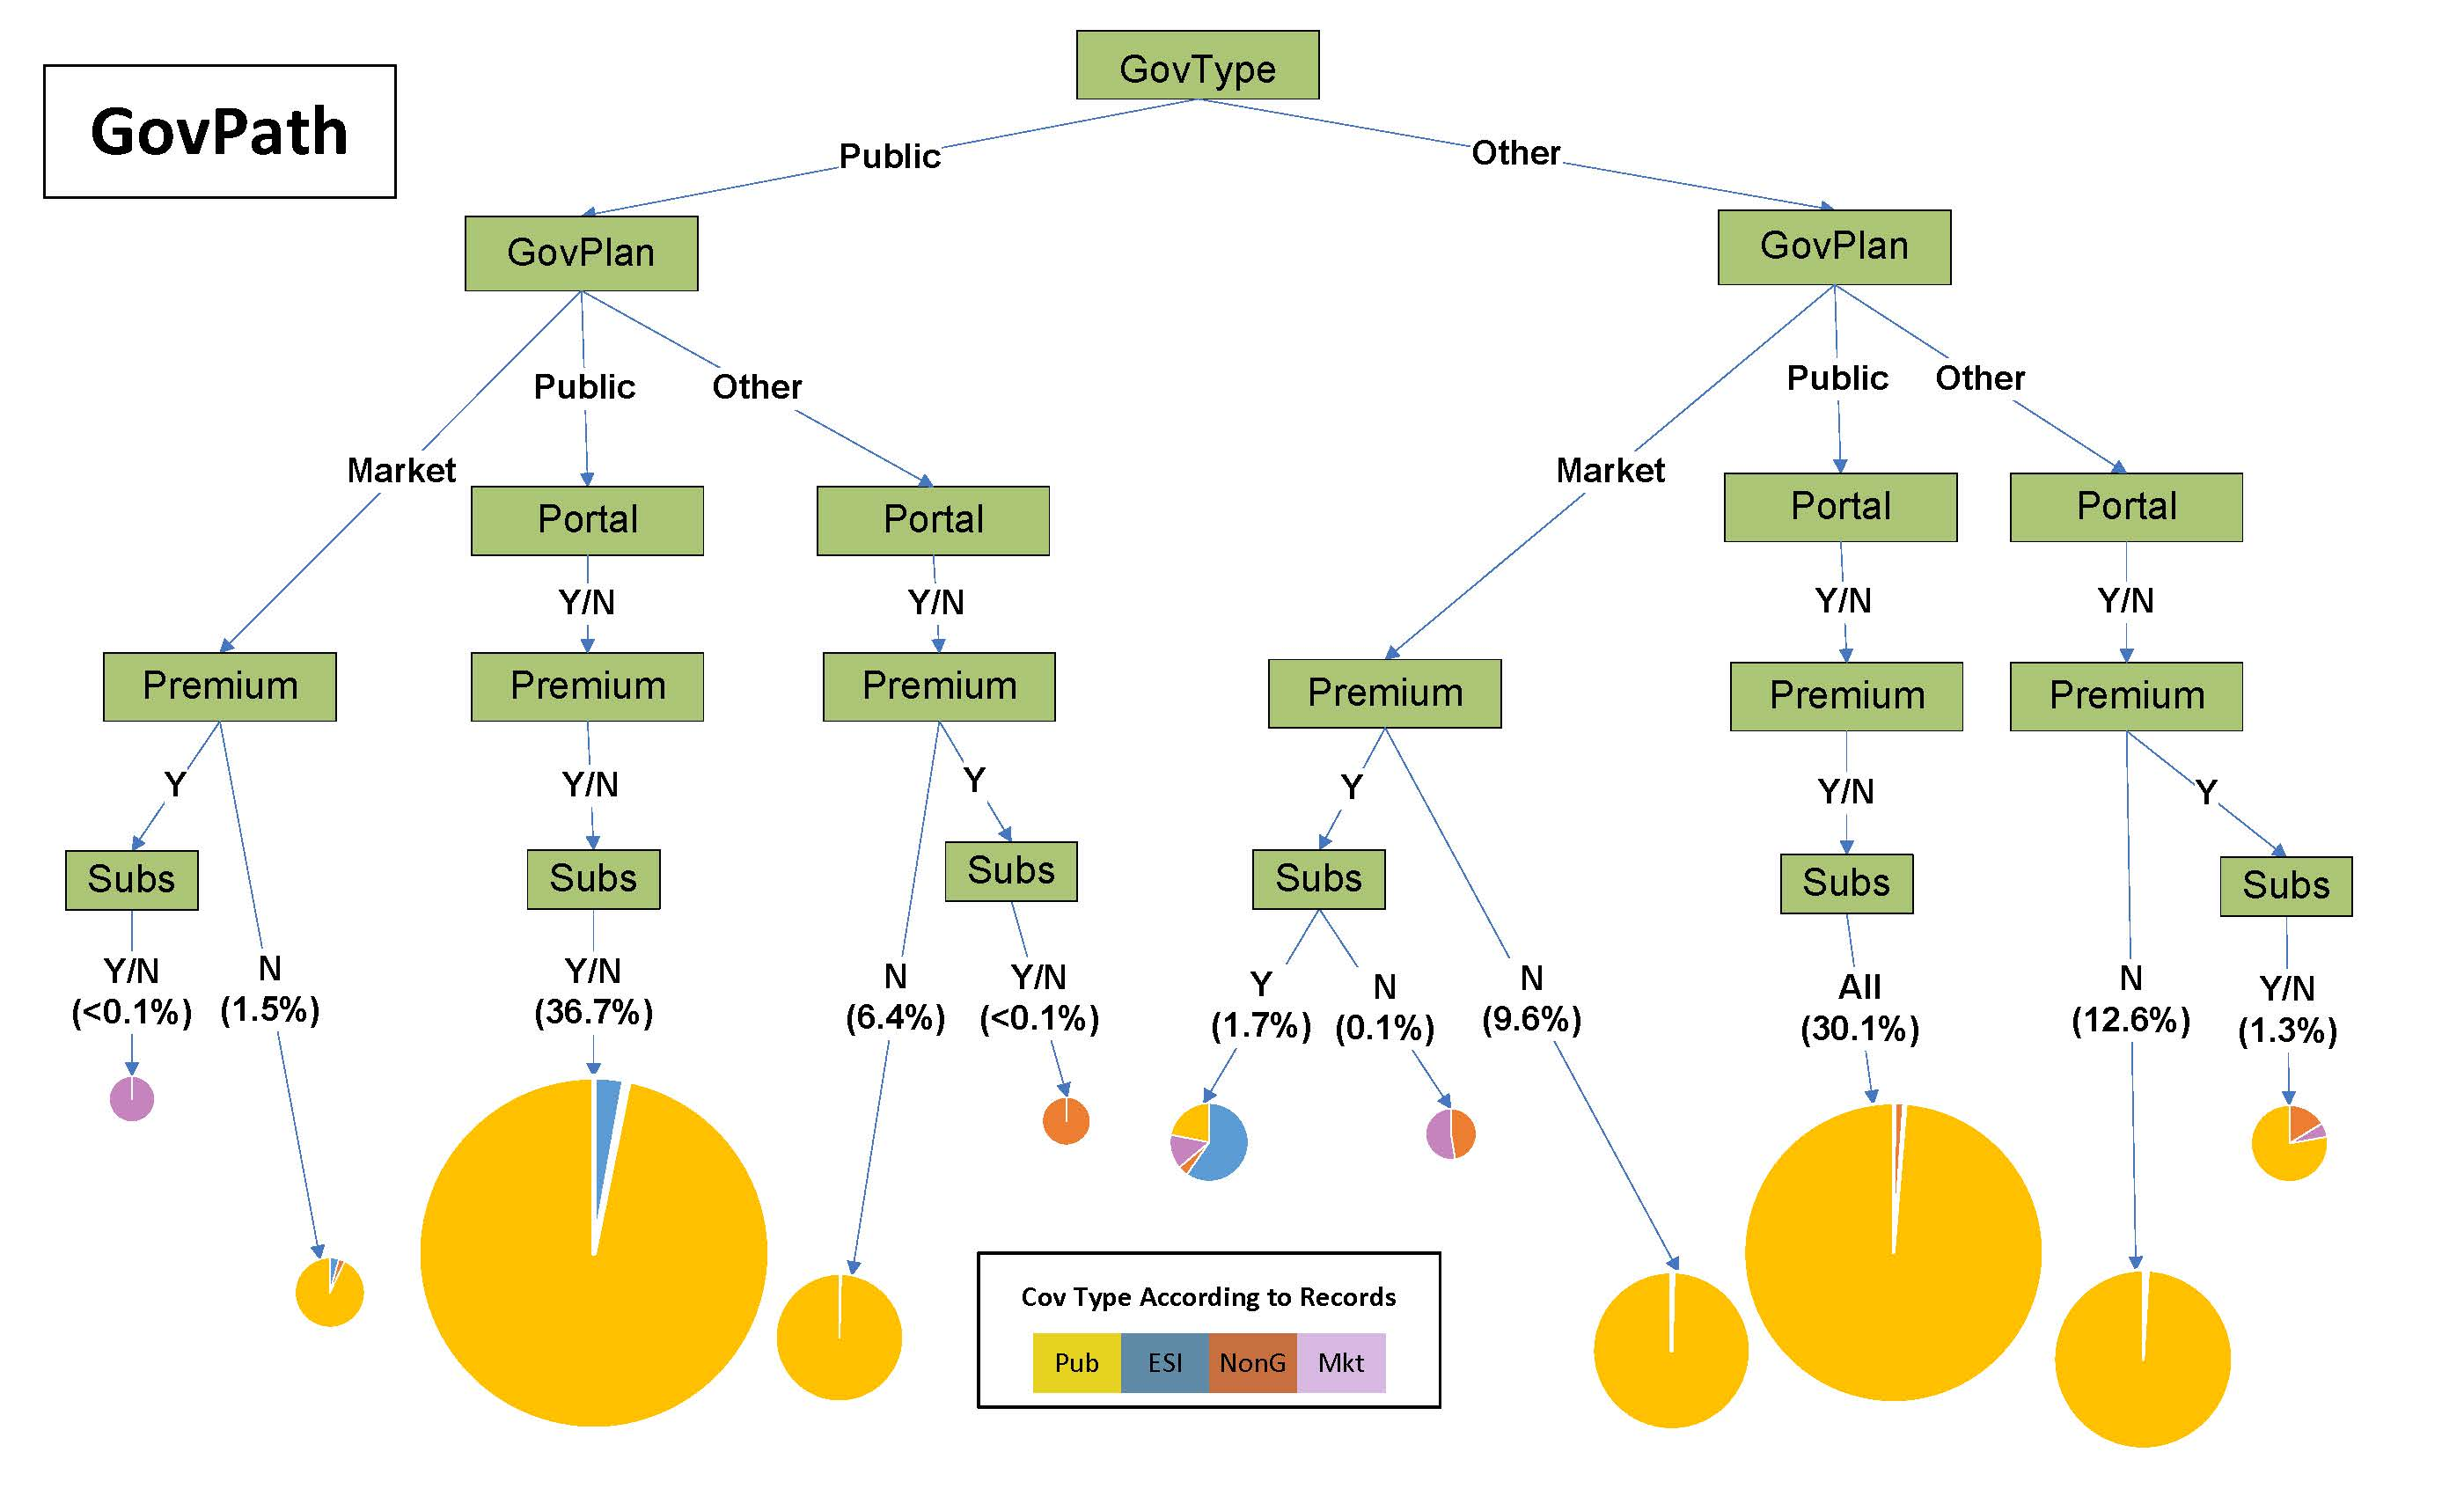 GovPath
GovType
Public
Other
GovPlan
GovPlan
Market
Public
Other
Market
Public
Other
Portal
Portal
Portal
Portal
Y/N
Y/N
Y/N
Y/N
Premium
Premium
Premium
Premium
Premium
Premium
Y
Y/N
Y
Y
Y/N
Y
Subs
Subs
Subs
Subs
Subs
Subs
Y/N
(<0.1%)
N
(1.5%)
Y/N
(36.7%)
N
(6.4%)
Y/N
(<0.1%)
Y
(1.7%)
N
(0.1%)
N
(9.6%)
All
(30.1%)
N
(12.6%)
Y/N
(1.3%)
Cov Type According to Records
Pub ESI NonG Mkt